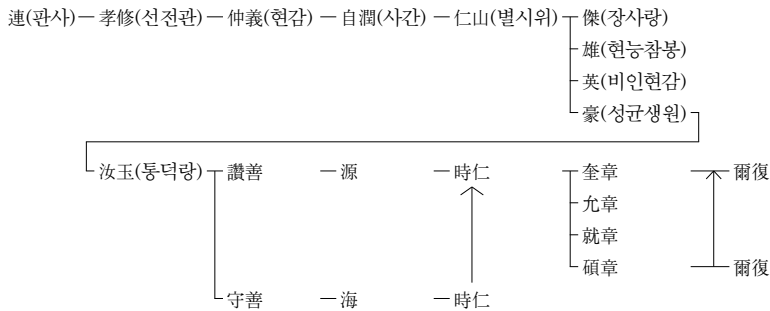 連(판사) 孝修(선전관) 仲義(현감) 自潤(사간) 仁山(별시위) 傑(장사랑)
雄(현능참봉)
英(비인현감)
豪(성균생원)
汝玉(통덕랑) 讚善 源 時仁 奎章 爾復
允章
就章
碩章 爾復
守善 海 時仁